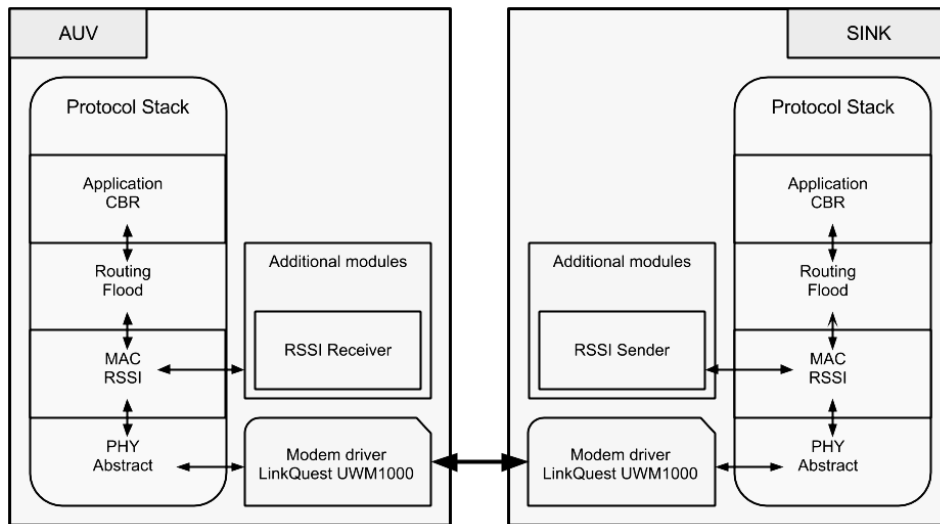 AUV
Protocol Stack
Application
CBR
Routing
Flood
MAC
RSSI
PHY
Abstract
Additional modules
RSSI Receiver
Modem driver
LinkQuest UWM1000
SINK
Protocol Stack
Application
CBR
Routing
Flood
MAC
RSSI
PHY
Abstract
Additional modules
RSSI Sender
Modem driver
LinkQuest UWM1000